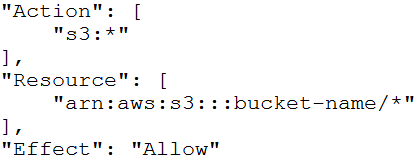 "Action": [
    "s3:*"
],
"Resource": [
    "arn:aws:s3:::bucket-name/*"
],
"Effect": "Allow"